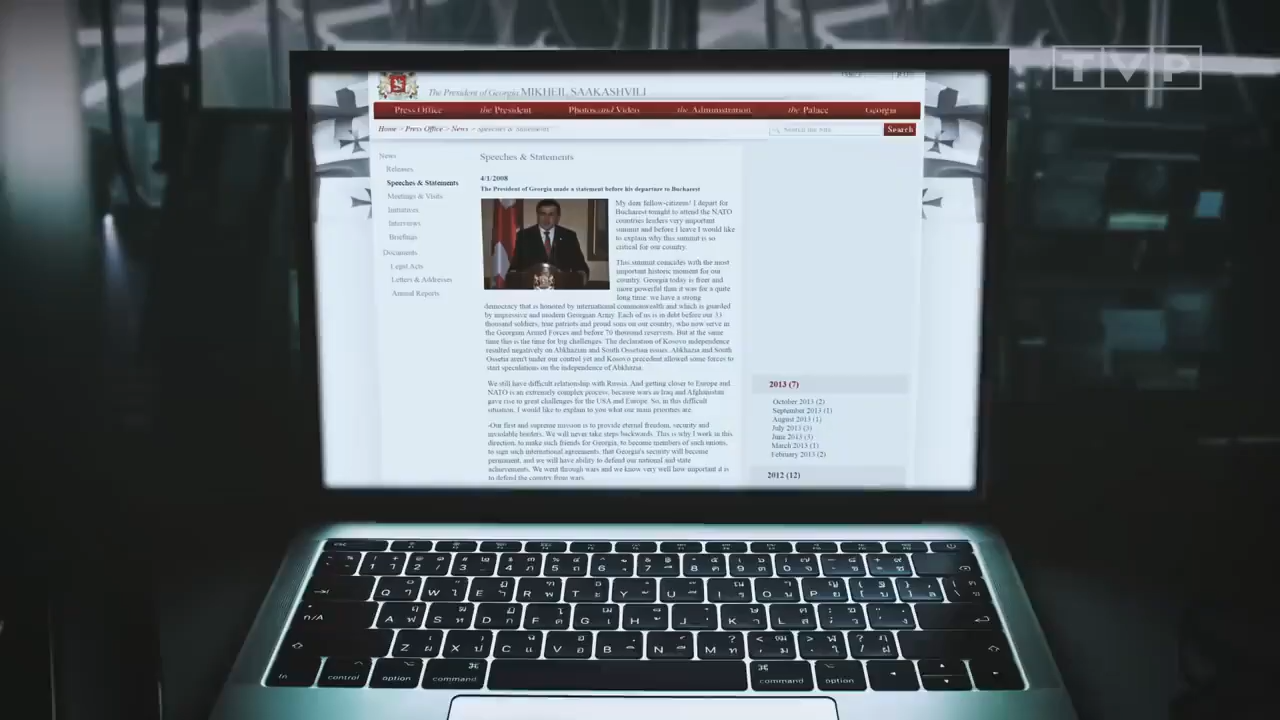 TVP
The President of Georgia MIKHEIL SAAKASHVILI
Press Office the President Photos and Video the Administration the Palace Georgia
Home > Press Office > News > Speeches & Statements
Search the site Search
News
Releases
Speeches & Statements
Meetings & Visits
Initiatives
Interviews
Briefings
Documents
Legal Acts
Letters & Addresses
Annual Reports
Speeches & Statements
4/1/2008
The President of Georgia made a statement before his departure to Bucharest
My dear fellow-citizens! I depart for
Bucharest tonight to attend the NATO
countries leaders very important
summit and before I leave I would like
to explain why this summit is so
critical for our country.
This summit coincides with the most
important historic moment for our
country. Georgia today is freer and
more powerful than it was for a quite
long time: we have a strong
democracy that is honored by international commonwealth and which is guarded
by impressive and modern Georgian Army. Each of us is in debt before our 33
thousand soldiers, true patriots and proud sons on our country, who now serve in
the Georgian Armed Forces and before 70 thousand reservists. But at the same
time this is the time for big challenges. The declaration of Kosovo independence
resulted negatively on Abkhazian and South Ossetian issues. Abkhazia and South
Ossetia aren't under our control yet and Kosovo precedent allowed some forces to
start speculations on the independence of Abkhazia.
We still have difficult relationship with Russia. And getting closer to Europe and
NATO is an extremely complex process, because wars in Iraq and Afghanistan
gave rise to great challenges for the USA and Europe. So, in this difficult
situation, I would like to explain to you what our main priorities are.
-Our first and supreme mission is to provide eternal freedom, security and
inviolable borders. We will never take steps backwards. This is why I work in this
direction, to make such friends for Georgia, to become members of such unions,
to sign such international agreements, that Georgia's security will become
permanent, and we will have ability to defend our national and state
achievements. We went through wars and we know very well how important it is
to defend the country from wars.
2013 (7)
October 2013 (2)
September 2013 (1)
August 2013 (1)
July 2013 (3)
June 2013 (3)
March 2013 (1)
February 2013 (2)
2012 (12)
esc
1 2 3 4 5 6 7 8 9 0
Q W E R T Y U I O P
A S D F G H J K L
Z X C V B N M
fn control option command command option